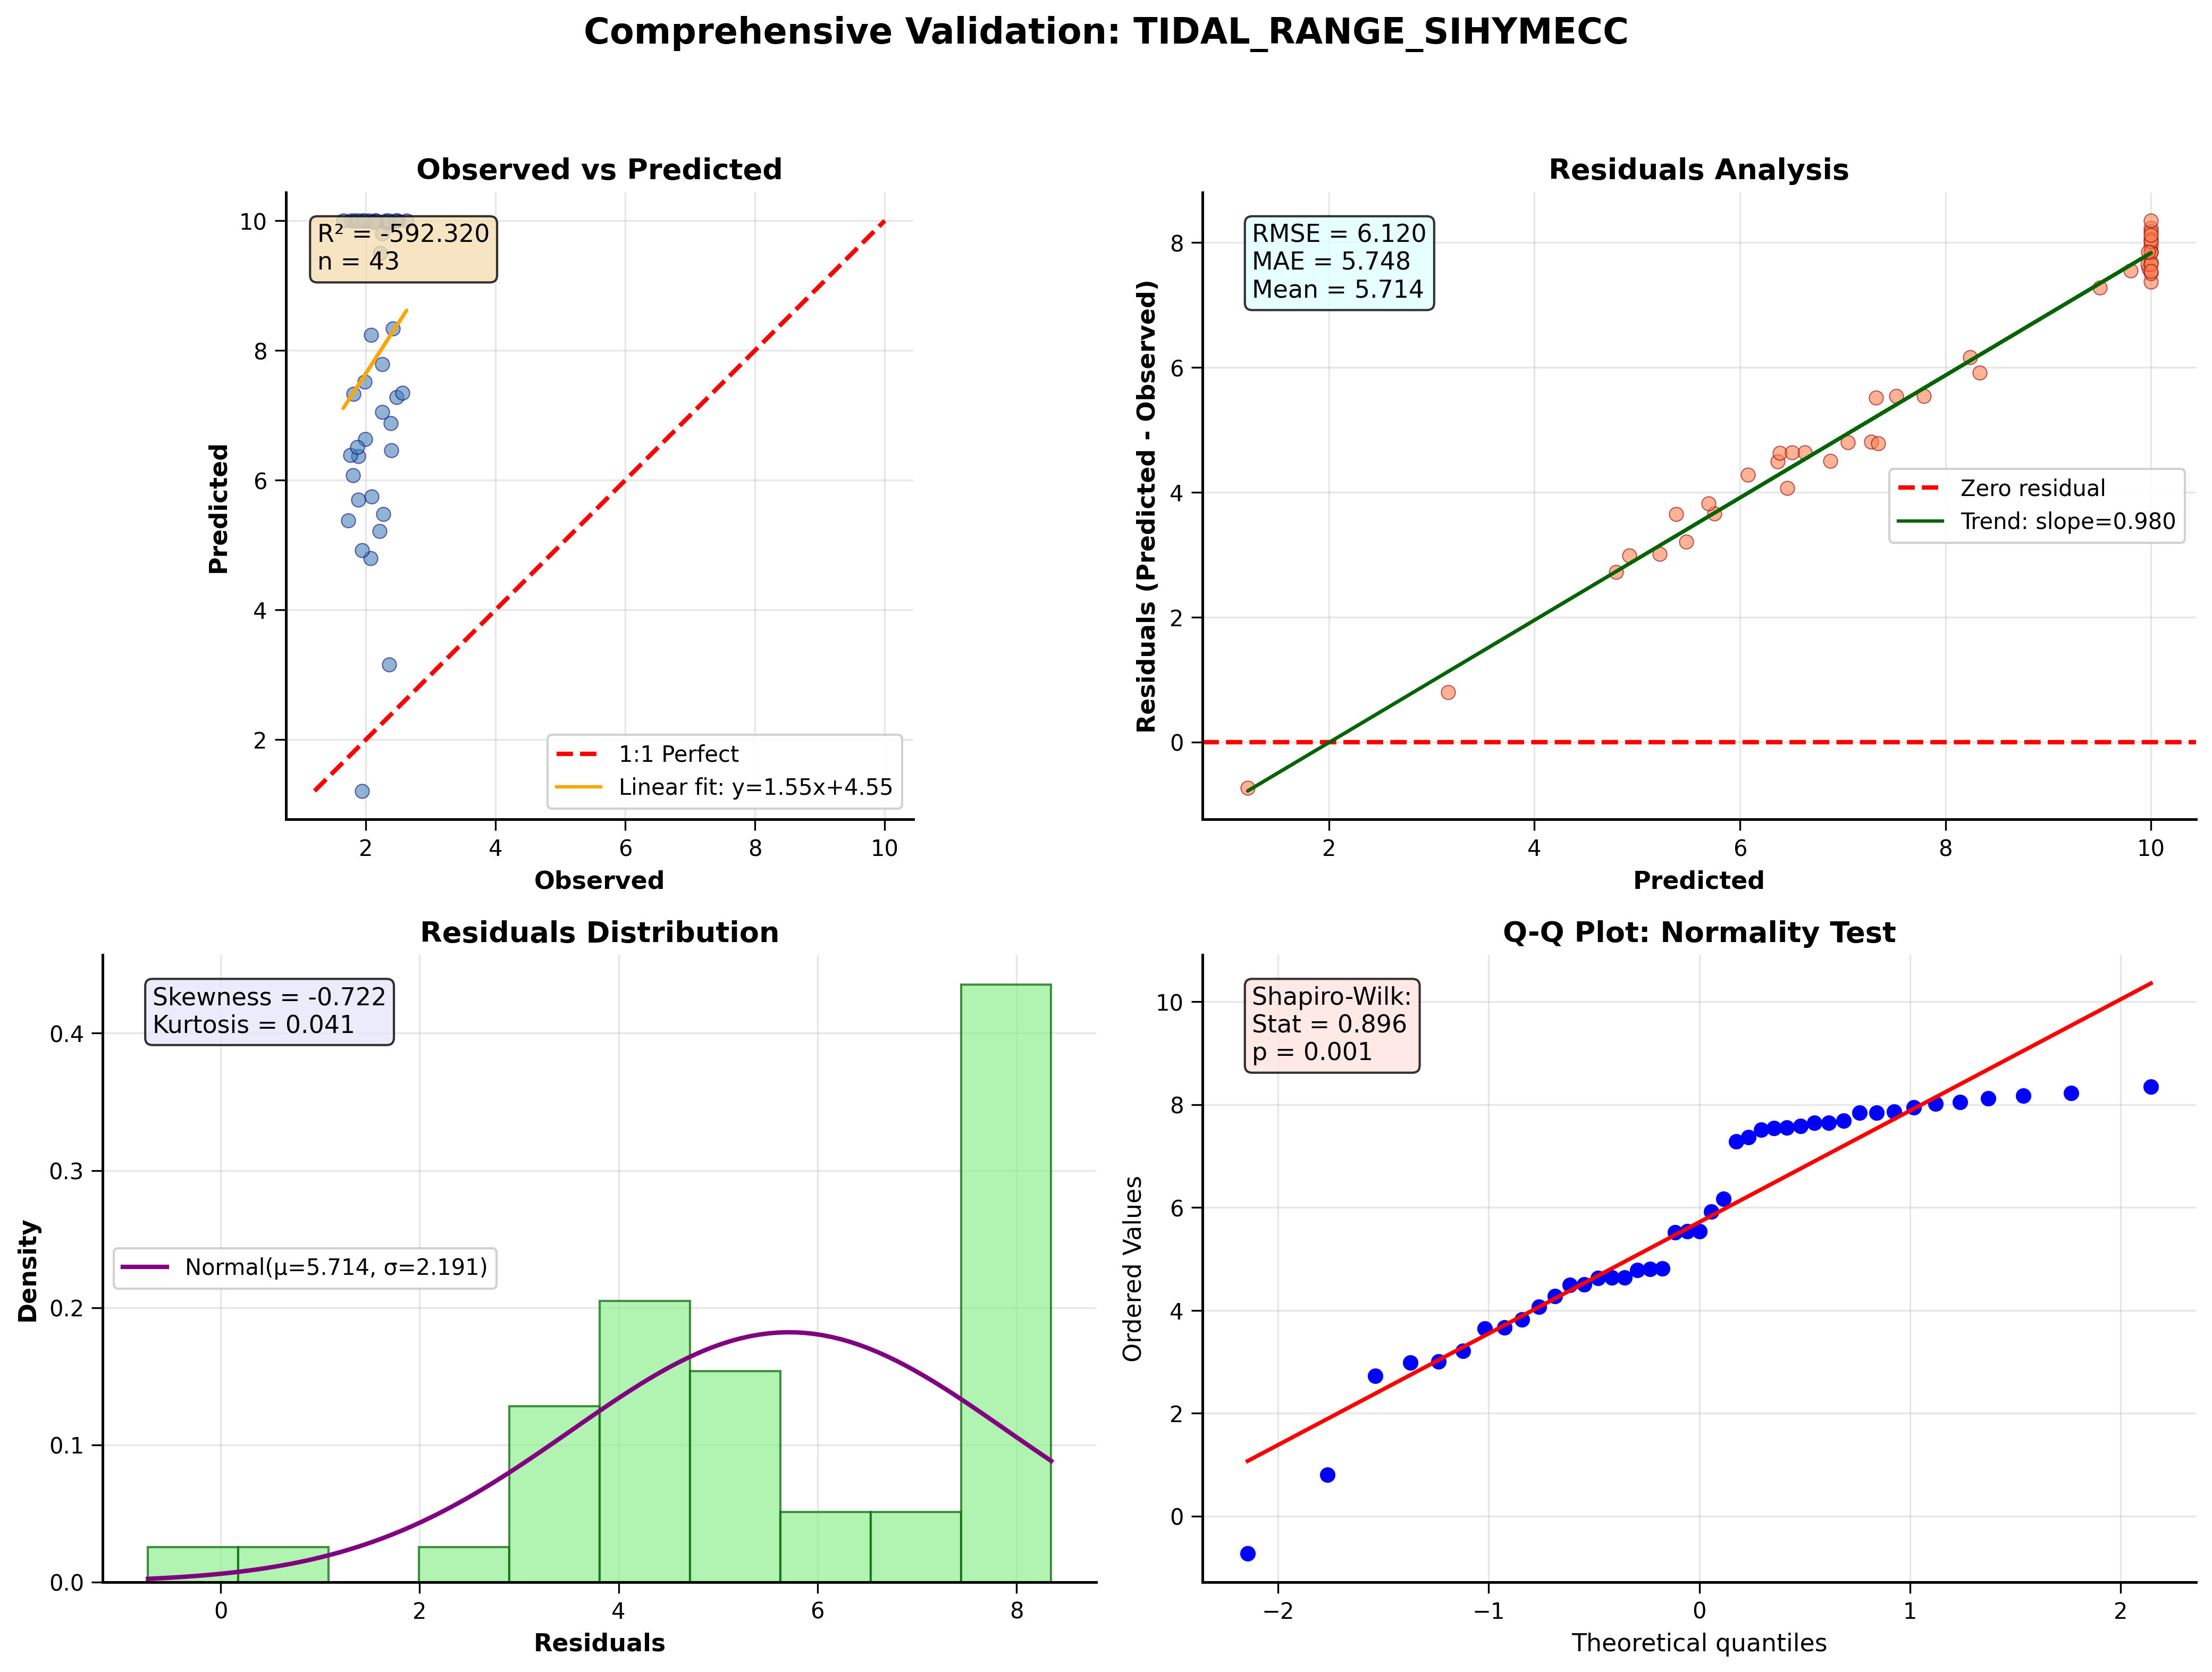 Comprehensive Validation: TIDAL_RANGE_SIHYMECC
Observed vs Predicted
R² = -592.320
n = 43
10
8
6
4
2
Predicted
1:1 Perfect
Linear fit: y=1.55x+4.55
2
4
6
8
10
Observed
Residuals Analysis
RMSE = 6.120
MAE = 5.748
Mean = 5.714
8
6
4
2
0
Residuals (Predicted - Observed)
Zero residual
Trend: slope=0.980
2
4
6
8
10
Predicted
Residuals Distribution
Skewness = -0.722
Kurtosis = 0.041
0.4
0.3
0.2
0.1
0.0
Density
Normal(μ=5.714, σ=2.191)
0
2
4
6
8
Residuals
Q-Q Plot: Normality Test
Shapiro-Wilk:
Stat = 0.896
p = 0.001
10
8
6
4
2
0
Ordered Values
−2
−1
0
1
2
Theoretical quantiles